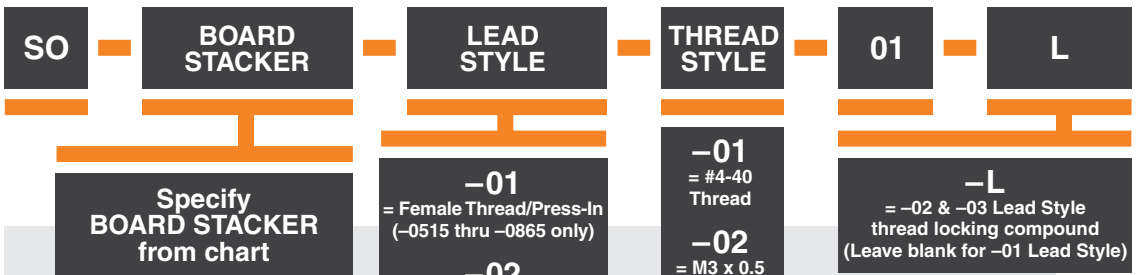 SO
BOARD
STACKER
LEAD
STYLE
THREAD
STYLE
01
L
Specify
BOARD STACKER
from chart
–01
= Female Thread/Press-In
(–0515 thru –0865 only)
–02
–01
= #4-40
Thread
–02
= M3 x 0.5
–L
= –02 & –03 Lead Style
thread locking compound
(Leave blank for –01 Lead Style)